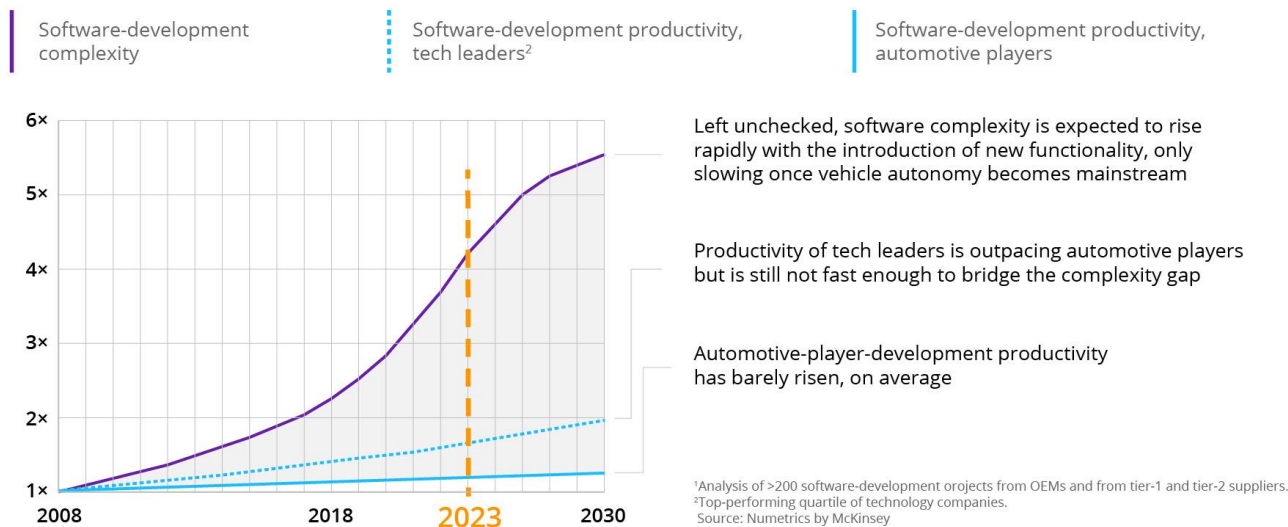 Software-development
complexity
Software-development productivity,
tech leaders²
Software-development productivity,
automotive players
6×
5×
4×
3×
2×
1×
2008
2018
2023
2030
Left unchecked, software complexity is expected to rise
rapidly with the introduction of new functionality, only
slowing once vehicle autonomy becomes mainstream
Productivity of tech leaders is outpacing automotive players
but is still not fast enough to bridge the complexity gap
Automotive-player-development productivity
has barely risen, on average
¹Analysis of >200 software-development orojects from OEMs and from tier-1 and tier-2 suppliers.
²Top-performing quartile of technology companies.
Source: Numetrics by McKinsey